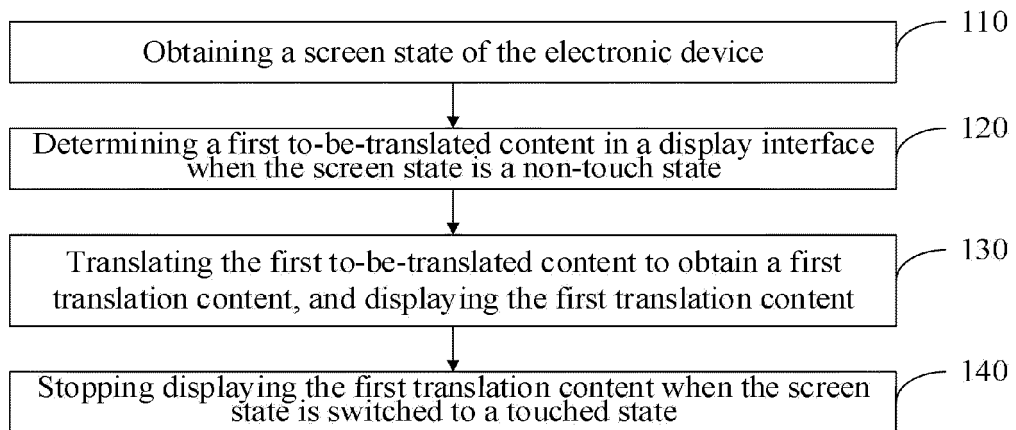 110
Obtaining a screen state of the electronic device
120
Determining a first to-be-translated content in a display interface
when the screen state is a non-touch state
130
Translating the first to-be-translated content to obtain a first
translation content, and displaying the first translation content
140
Stopping displaying the first translation content when the screen
state is switched to a touched state